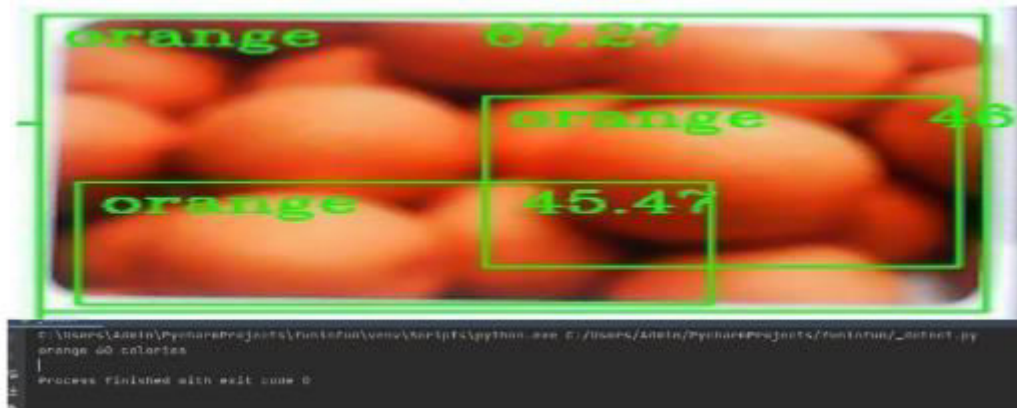 orange 67.27
orange 46
orange 45.47
C:\Users\Admin\PycharmProjects\funinfun\venv\Scripts\python.exe C:/Users/Admin/PycharmProjects/funinfun/_detect.py
orange 60 calories
Process finished with exit code 0